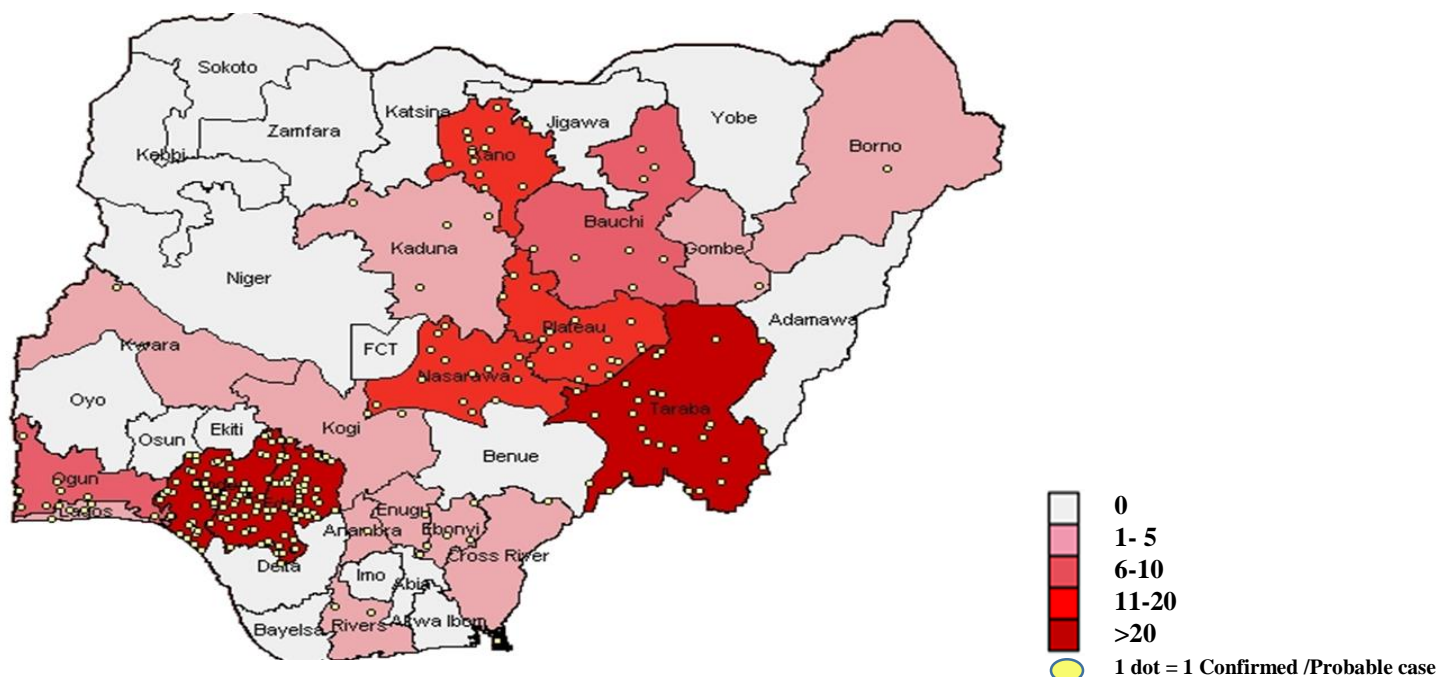 Sokoto
Katsina
Jigawa
Yobe
Borno
Zamfara
Kebbi
Kano
Bauchi
Gombe
Kaduna
Niger
Adamawa
Plateau
FCT
Kwara
Nasarawa
Taraba
Oyo
Osun
Ekiti
Kogi
Benue
Ogun
Lagos
Enugu
Anambra
Ebonyi
Cross River
Delta
Imo
Abia
Akwa Ibom
Bayelsa
Rivers
0
1- 5
6-10
11-20
>20
1 dot = 1 Confirmed /Probable case